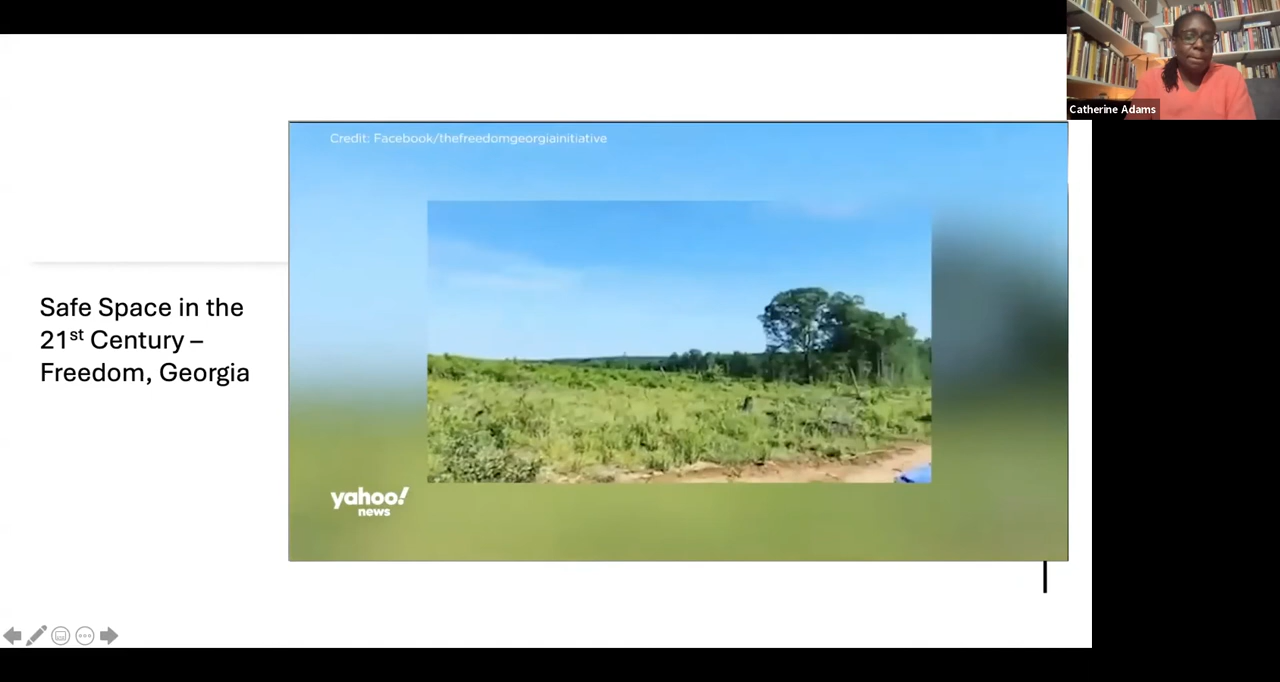 Catherine Adams
Credit: Facebook/thefreedomgeorgiainitiative
Safe Space in the
21st Century –
Freedom, Georgia
yahoo!
news